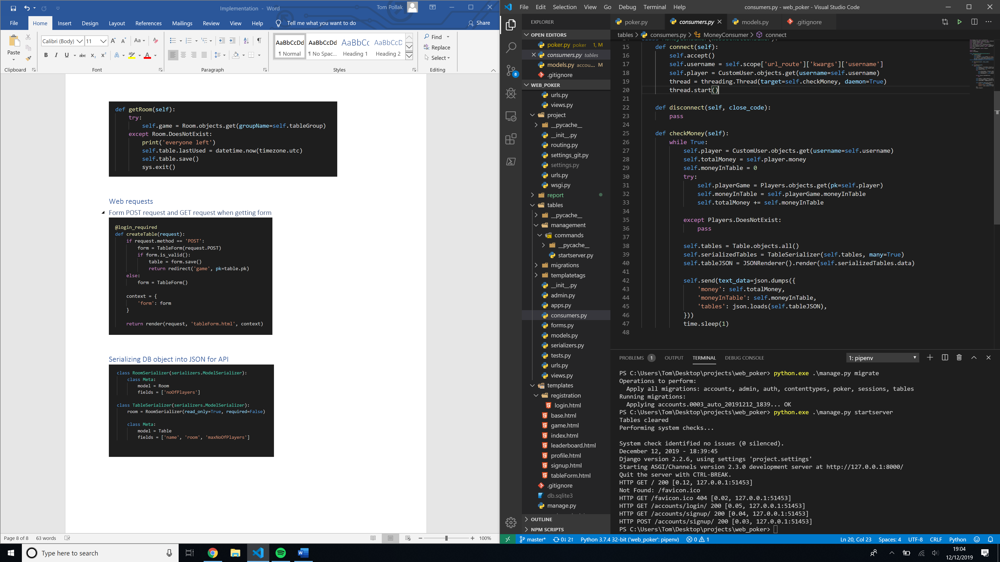 Implementation - Word
Tom Pollak
File Home Insert Design Layout References Mailings Review View Help Tell me what you want to do Share
Paste
Calibri (Body) 11
AaBbCcDd AaBbCcDd AaBbCc AaBbCcD
¶ Normal ¶ No Spac... Heading 1 Heading 2
Find
Replace
Select
Clipboard Font Paragraph Styles Editing
def getRoom(self):
try:
self.game = Room.objects.get(groupName=self.tableGroup)
except Room.DoesNotExist:
print('everyone left')
self.table.lastUsed = datetime.now(timezone.utc)
self.table.save()
sys.exit()
Web requests
Form POST request and GET request when getting form
@login_required
def createTable(request):
if request.method == 'POST':
form = TableForm(request.POST)
if form.is_valid():
table = form.save()
return redirect('game', pk=table.pk)
else:
form = TableForm()
context = {
'form': form
}
return render(request, 'tableForm.html', context)
Serializing DB object into JSON for API
class RoomSerializer(serializers.ModelSerializer):
class Meta:
model = Room
fields = ['noOfPlayers']
class TableSerializer(serializers.ModelSerializer):
room = RoomSerializer(read_only=True, required=False)
class Meta:
model = Table
fields = ['name', 'room', 'maxNoOfPlayers']
Page 8 of 8 63 words 100%
File Edit Selection View Go Debug Terminal Help
consumers.py - web_poker - Visual Studio Code
EXPLORER
OPEN EDITORS
poker.py poker 1, M
consumers.py tables
models.py accou... M
.gitignore
WEB_POKER
urls.py
views.py
project
__pycache__
__init__.py
routing.py
settings_git.py
settings.py
urls.py
wsgi.py
report
tables
__pycache__
management
commands
__pycache__
startserver.py
migrations
templatetags
__init__.py
admin.py
apps.py
consumers.py
forms.py
models.py
serializers.py
tests.py
urls.py
views.py
templates
registration
login.html
base.html
game.html
index.html
leaderboard.html
profile.html
signup.html
tableForm.html
.gitignore
db.sqlite3
manage.py
OUTLINE
NPM SCRIPTS
8
poker.py consumers.py models.py .gitignore
tables > consumers.py > MoneyConsumer > connect
15 def connect(self):
16 self.accept()
17 self.username = self.scope['url_route']['kwargs']['username']
18 self.player = CustomUser.objects.get(username=self.username)
19 thread = threading.Thread(target=self.checkMoney, daemon=True)
20 thread.start()
21
22 def disconnect(self, close_code):
23 pass
24
25 def checkMoney(self):
26 while True:
27 self.player = CustomUser.objects.get(username=self.username)
28 self.totalMoney = self.player.money
29 self.moneyInTable = 0
30 try:
31 self.playerGame = Players.objects.get(pk=self.player)
32 self.moneyInTable = self.playerGame.moneyInTable
33 self.totalMoney += self.moneyInTable
34
35 except Players.DoesNotExist:
36 pass
37
38 self.tables = Table.objects.all()
39 self.serializedTables = TableSerializer(self.tables, many=True)
40 self.tableJSON = JSONRenderer().render(self.serializedTables.data)
41
42 self.send(text_data=json.dumps({
43 'money': self.totalMoney,
44 'moneyInTable': self.moneyInTable,
45 'tables': json.loads(self.tableJSON),
46 }))
47 time.sleep(1)
48
PROBLEMS 1 OUTPUT TERMINAL DEBUG CONSOLE 1: pipenv
PS C:\Users\Tom\Desktop\projects\web_poker> python.exe .\manage.py migrate
Operations to perform:
Apply all migrations: accounts, admin, auth, contenttypes, poker, sessions, tables
Running migrations:
Applying accounts.0003_auto_20191212_1839... OK
PS C:\Users\Tom\Desktop\projects\web_poker> python.exe .\manage.py startserver
Tables cleared
Performing system checks...
System check identified no issues (0 silenced).
December 12, 2019 - 18:39:45
Django version 2.2.6, using settings 'project.settings'
Starting ASGI/Channels version 2.3.0 development server at http://127.0.0.1:8000/
Quit the server with CTRL-BREAK.
HTTP GET / 200 [0.12, 127.0.0.1:51453]
Not Found: /favicon.ico
HTTP GET /favicon.ico 404 [0.02, 127.0.0.1:51453]
HTTP GET /accounts/login/ 200 [0.05, 127.0.0.1:51453]
HTTP GET /accounts/signup/ 200 [0.04, 127.0.0.1:51453]
HTTP POST /accounts/signup/ 200 [0.03, 127.0.0.1:51453]
PS C:\Users\Tom\Desktop\projects\web_poker>
master* 0↓ 2↑ Python 3.7.4 32-bit ('web_poker': pipenv) 0 1 Ln 20, Col 23 Spaces: 4 UTF-8 CRLF Python
Type here to search
19:04
12/12/2019